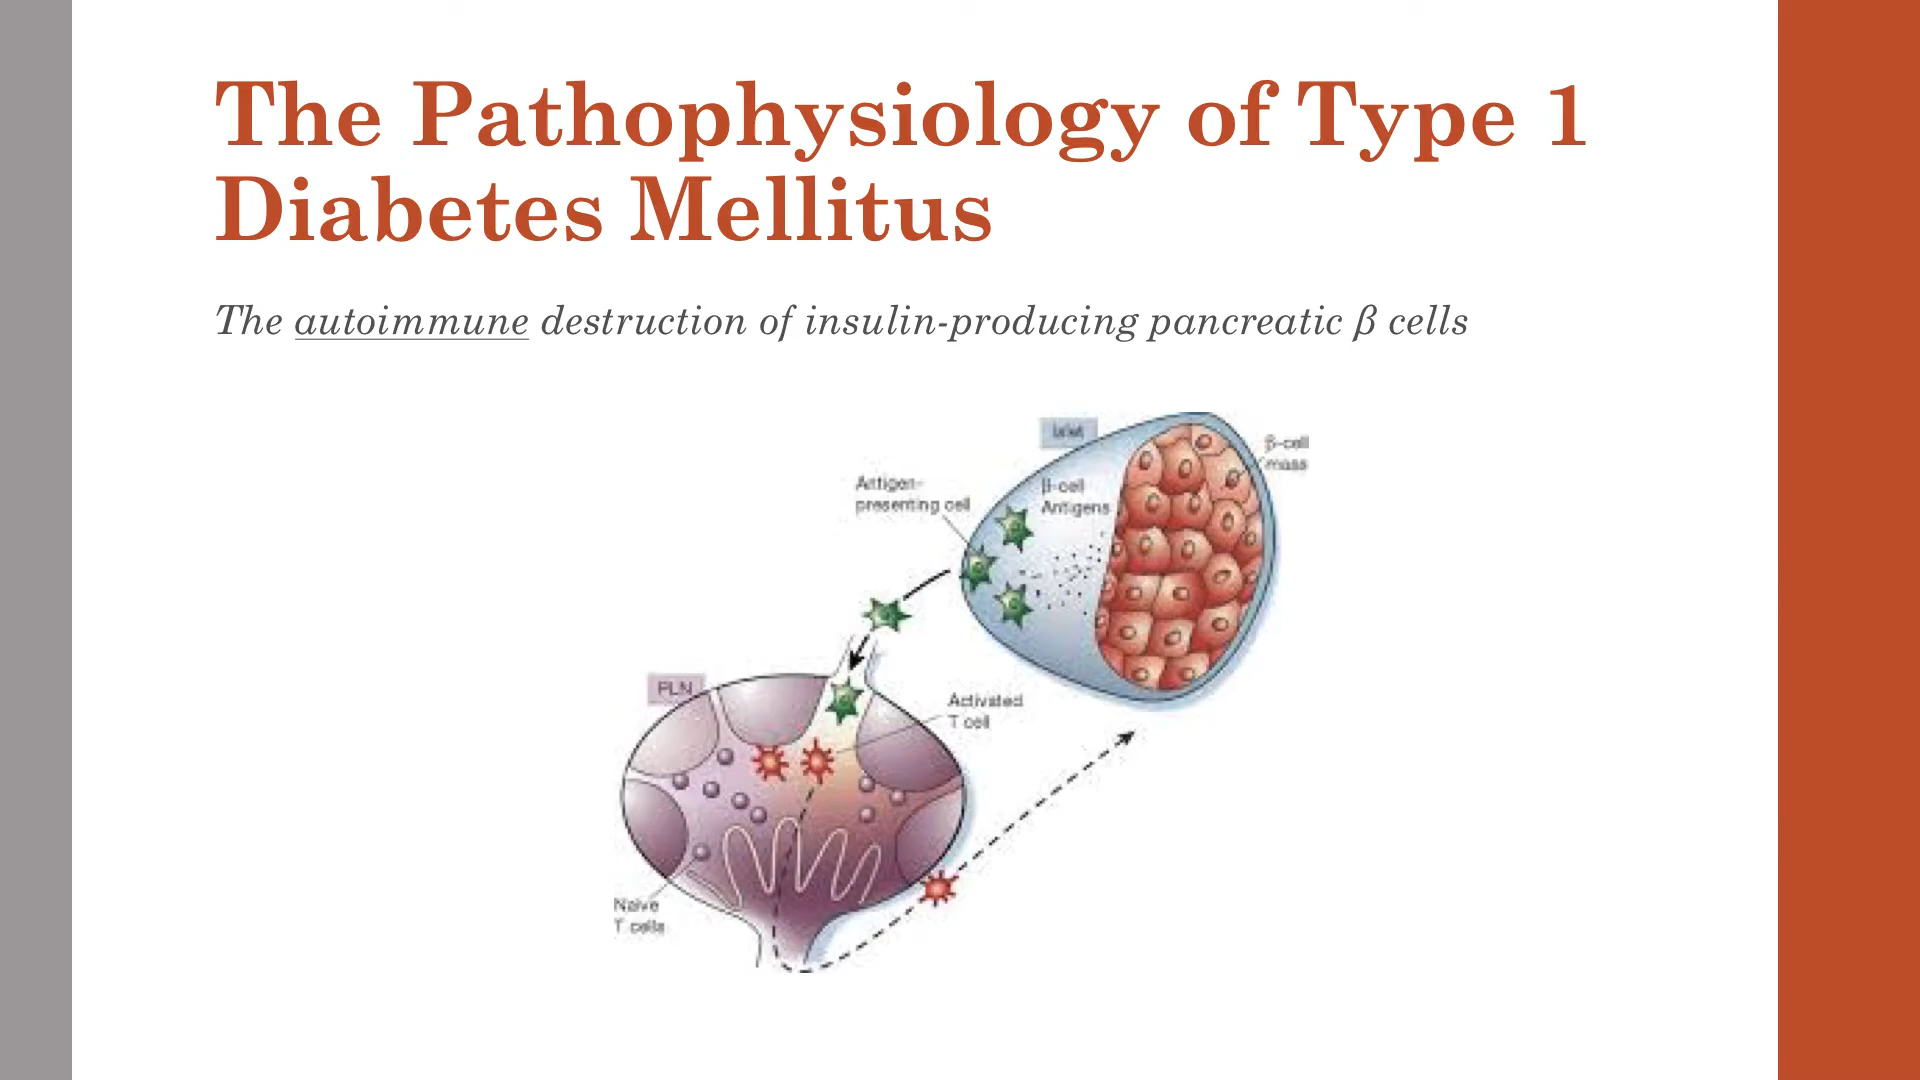 The Pathophysiology of Type 1
Diabetes Mellitus
The autoimmune destruction of insulin-producing pancreatic β cells
Islet
β-cell
mass
Antigen-
presenting cell
β-cell
Antigens
PLN
Activated
T cell
Naive
T cells